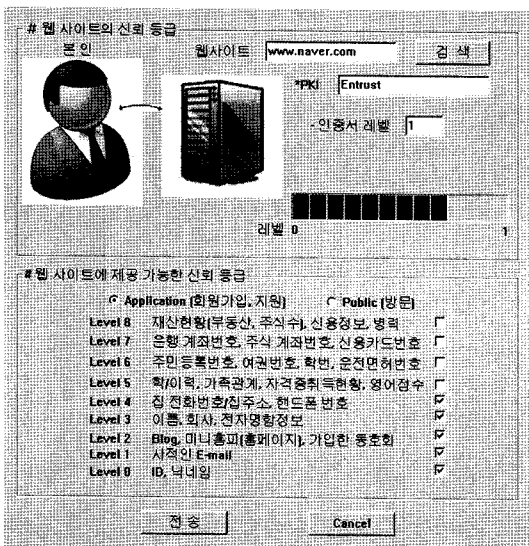 # 웹 사이트의 신뢰 등급
본인
웹사이트 www.naver.com 검 색
*PKI Entrust
- 인증서 레벨 1
레벨 0 1
# 웹 사이트에 제공 가능한 신뢰 등급
Application (회원가입, 지원) Public (방문)
Level 8 재산현황(부동산, 주식수), 신용정보, 병력
Level 7 은행 계좌번호, 주식 계좌번호, 신용카드번호
Level 6 주민등록번호, 여권번호, 학번, 운전면허번호
Level 5 학/이력, 가족관계, 자격증취득현황, 영어점수
Level 4 집 전화번호/집주소, 핸드폰 번호
Level 3 이름, 회사, 전자명함정보
Level 2 Blog, 미니홈피(홈페이지), 가입한 동호회
Level 1 사적인 E-mail
Level 0 ID, 닉네임
전 송 Cancel